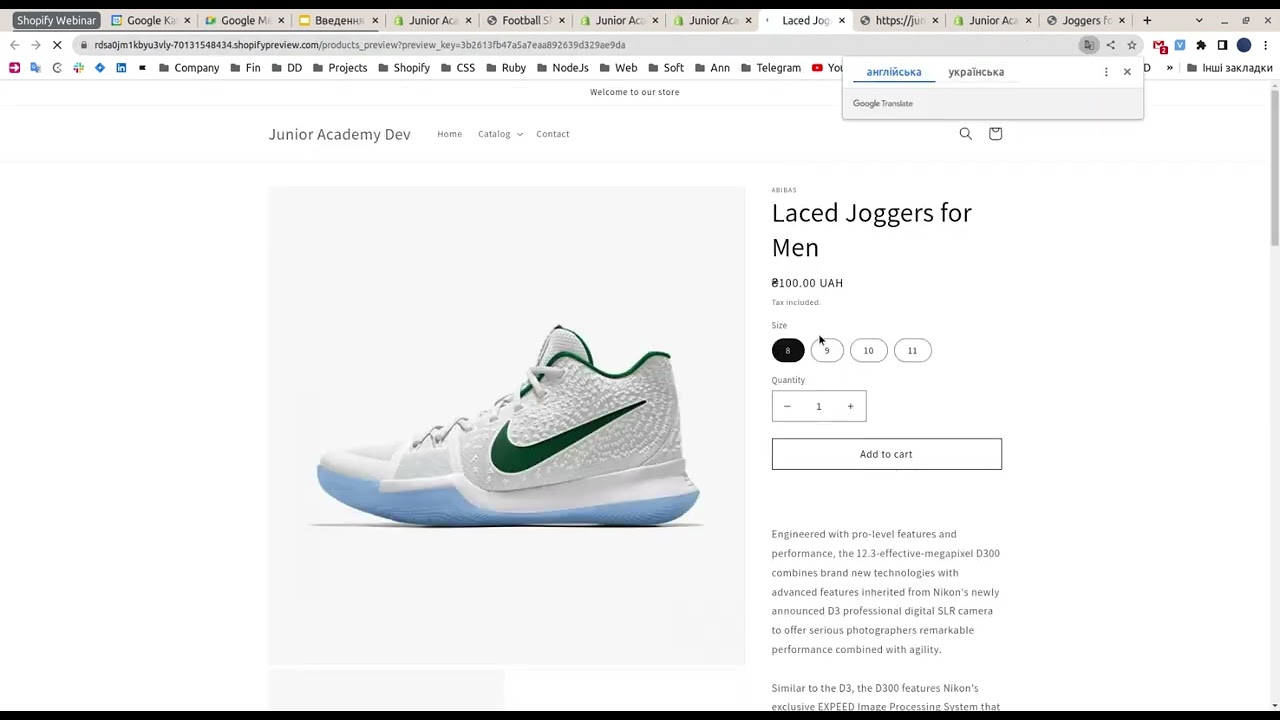 Shopify Webinar
Google Ka
Google Me
Введення
Junior Aca
Football S
Junior Aca
Junior Aca
Laced Jog
https://jun
Junior Aca
Joggers fo
rdsa0jm1kbyu3vly-70131548434.shopifypreview.com/products_preview?preview_key=3b2613fb47a5a7eaa892639d329ae9da
Company
Fin
DD
Projects
Shopify
CSS
Ruby
NodeJs
Web
Soft
Ann
Telegram
Інші закладки
англійська
українська
Google Translate
Welcome to our store
Junior Academy Dev
Home
Catalog
Contact
ABIBAS
Laced Joggers for
Men
₴100.00 UAH
Tax included.
Size
8
9
10
11
Quantity
1
Add to cart
Engineered with pro-level features and
performance, the 12.3-effective-megapixel D300
combines brand new technologies with
advanced features inherited from Nikon's newly
announced D3 professional digital SLR camera
to offer serious photographers remarkable
performance combined with agility.
Similar to the D3, the D300 features Nikon's
exclusive EXPEED Image Processing System that